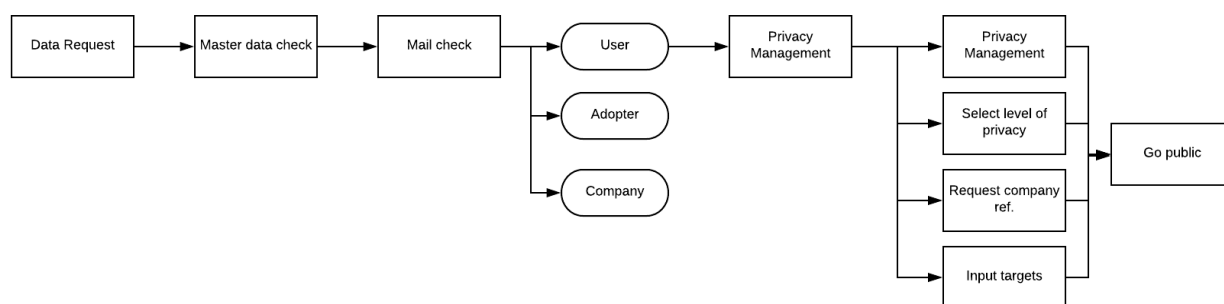 Data Request
Master data check
Mail check
User
Adopter
Company
Privacy
Management
Privacy
Management
Select level of
privacy
Request company
ref.
Input targets
Go public